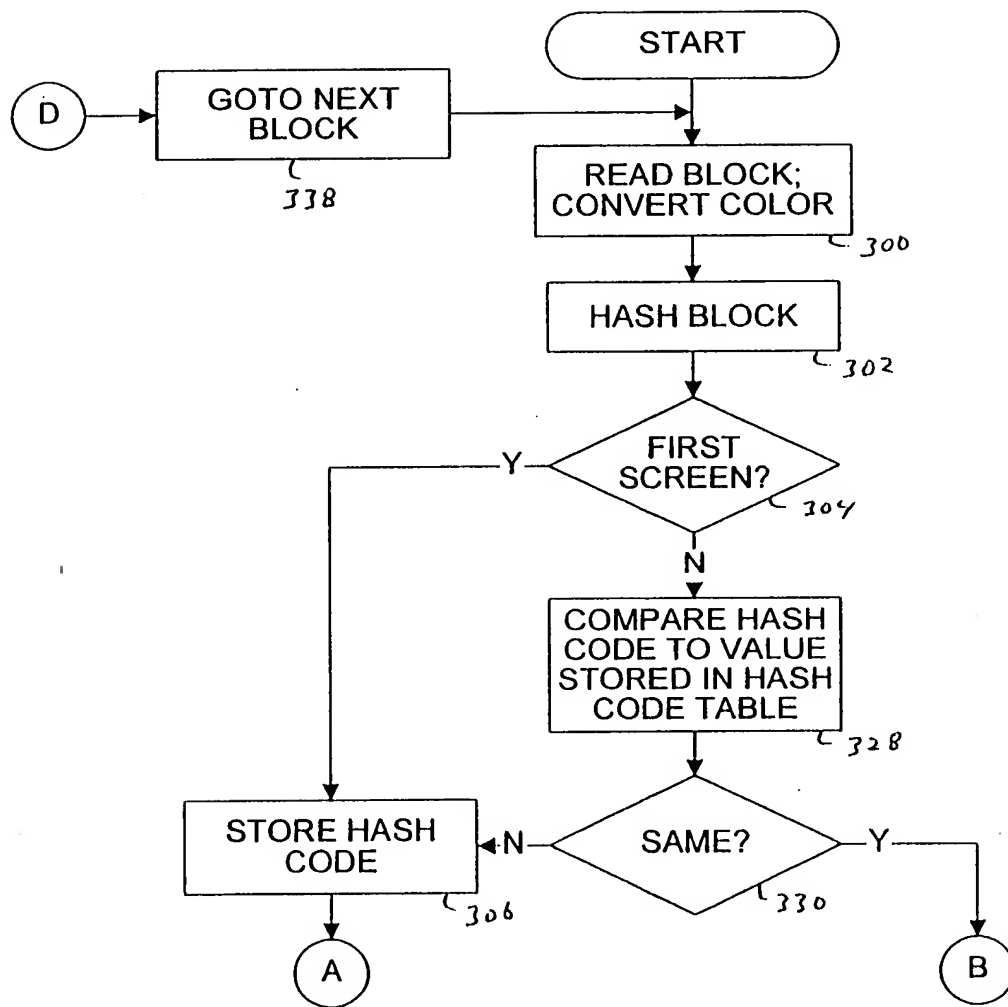 START
D
GOTO NEXT
BLOCK
338
READ BLOCK;
CONVERT COLOR
300
HASH BLOCK
302
FIRST
SCREEN?
304
Y
N
COMPARE HASH
CODE TO VALUE
STORED IN HASH
CODE TABLE
328
STORE HASH
CODE
306
N
SAME?
330
Y
A
B